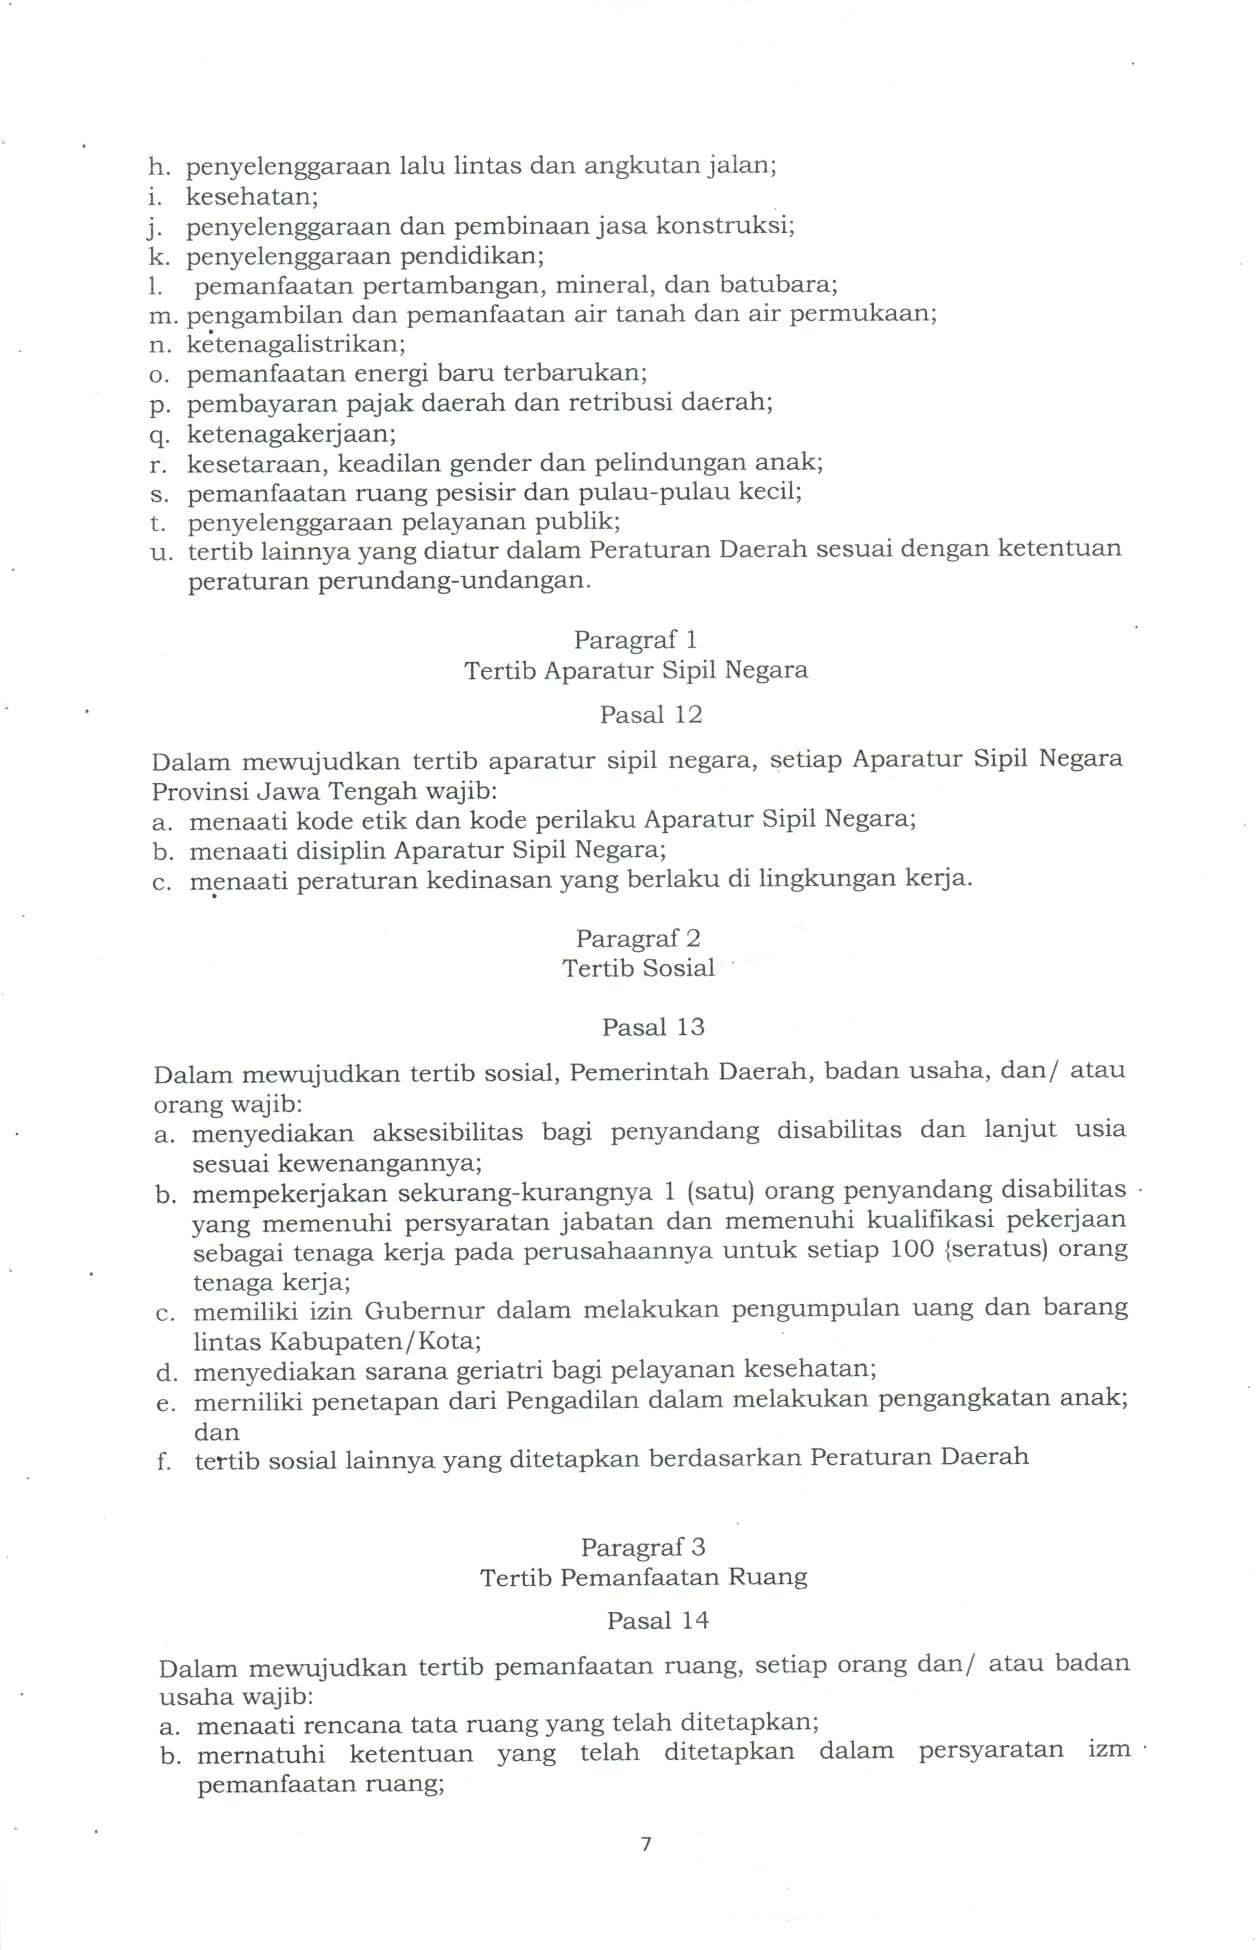 h. penyelenggaraan lalu lintas dan angkutan jalan;
i. kesehatan;
j. penyelenggaraan dan pembinaan jasa konstruksi;
k. penyelenggaraan pendidikan;
l. pemanfaatan pertambangan, mineral, dan batubara;
m. pengambilan dan pemanfaatan air tanah dan air permukaan;
n. ketenagalistrikan;
o. pemanfaatan energi baru terbarukan;
p. pembayaran pajak daerah dan retribusi daerah;
q. ketenagakerjaan;
r. kesetaraan, keadilan gender dan pelindungan anak;
s. pemanfaatan ruang pesisir dan pulau-pulau kecil;
t. penyelenggaraan pelayanan publik;
u. tertib lainnya yang diatur dalam Peraturan Daerah sesuai dengan ketentuan
peraturan perundang-undangan.
Paragraf 1
Tertib Aparatur Sipil Negara
Pasal 12
Dalam mewujudkan tertib aparatur sipil negara, setiap Aparatur Sipil Negara
Provinsi Jawa Tengah wajib:
a. menaati kode etik dan kode perilaku Aparatur Sipil Negara;
b. menaati disiplin Aparatur Sipil Negara;
c. menaati peraturan kedinasan yang berlaku di lingkungan kerja.
Paragraf 2
Tertib Sosial
Pasal 13
Dalam mewujudkan tertib sosial, Pemerintah Daerah, badan usaha, dan/ atau
orang wajib:
a. menyediakan aksesibilitas bagi penyandang disabilitas dan lanjut usia
sesuai kewenangannya;
b. mempekerjakan sekurang-kurangnya 1 (satu) orang penyandang disabilitas
yang memenuhi persyaratan jabatan dan memenuhi kualifikasi pekerjaan
sebagai tenaga kerja pada perusahaannya untuk setiap 100 {seratus) orang
tenaga kerja;
c. memiliki izin Gubernur dalam melakukan pengumpulan uang dan barang
lintas Kabupaten/Kota;
d. menyediakan sarana geriatri bagi pelayanan kesehatan;
e. merniliki penetapan dari Pengadilan dalam melakukan pengangkatan anak;
dan
f. tertib sosial lainnya yang ditetapkan berdasarkan Peraturan Daerah
Paragraf 3
Tertib Pemanfaatan Ruang
Pasal 14
Dalam mewujudkan tertib pemanfaatan ruang, setiap orang dan/ atau badan
usaha wajib:
a. menaati rencana tata ruang yang telah ditetapkan;
b. mernatuhi ketentuan yang telah ditetapkan dalam persyaratan izm
pemanfaatan ruang;
7